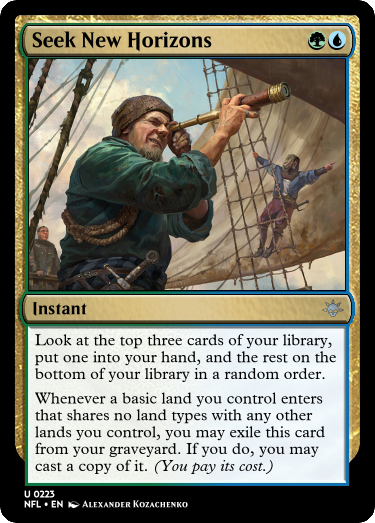 Seek New Horizons
Instant
Look at the top three cards of your library,
put one into your hand, and the rest on the
bottom of your library in a random order.
Whenever a basic land you control enters
that shares no land types with any other
lands you control, you may exile this card
from your graveyard. If you do, you may
cast a copy of it. (You pay its cost.)
U 0223
NFL • EN Alexander Kozachenko